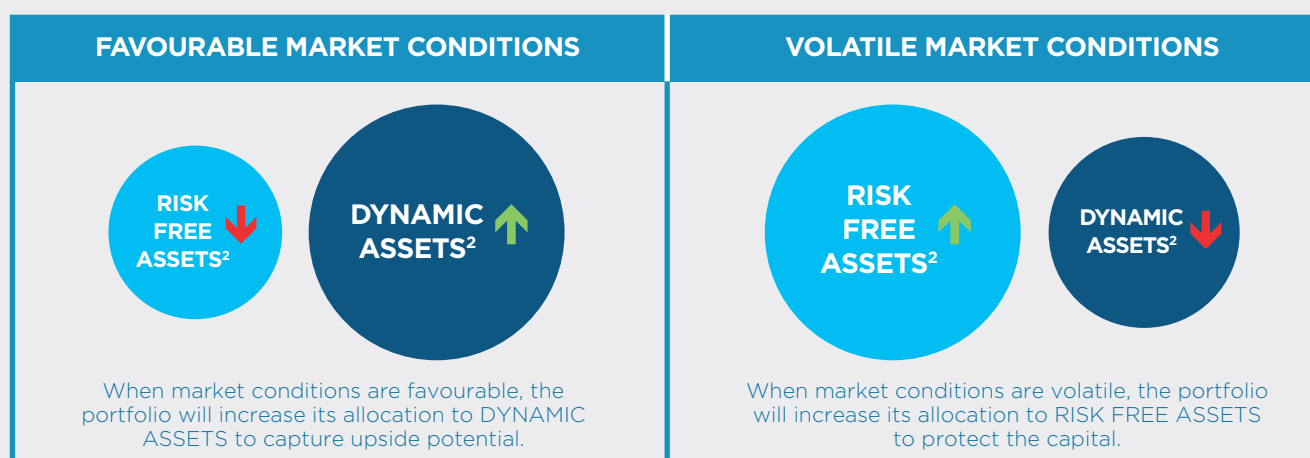 FAVOURABLE MARKET CONDITIONS
RISK
FREE
ASSETS²
DYNAMIC
ASSETS²
When market conditions are favourable, the
portfolio will increase its allocation to DYNAMIC
ASSETS to capture upside potential.
VOLATILE MARKET CONDITIONS
RISK
FREE
ASSETS²
DYNAMIC
ASSETS²
When market conditions are volatile, the portfolio
will increase its allocation to RISK FREE ASSETS
to protect the capital.